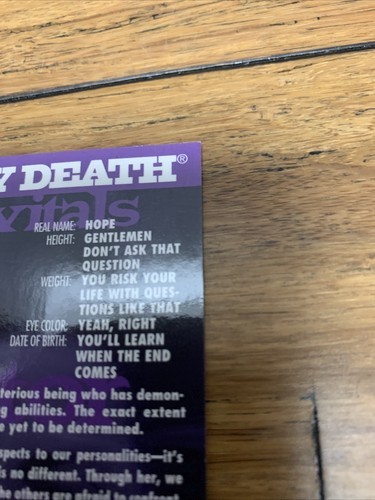 Y DEATH®
vitals
REAL NAME: HOPE
HEIGHT: GENTLEMEN
DON'T ASK THAT
QUESTION
WEIGHT: YOU RISK YOUR
LIFE WITH QUES-
TIONS LIKE THAT
EYE COLOR: YEAH, RIGHT
DATE OF BIRTH: YOU'LL LEARN
WHEN THE END
COMES
terious being who has demon-
g abilities. The exact extent
e yet to be determined.
spects to our personalities—it's
is no different. Through her, we
the others are afraid to confront